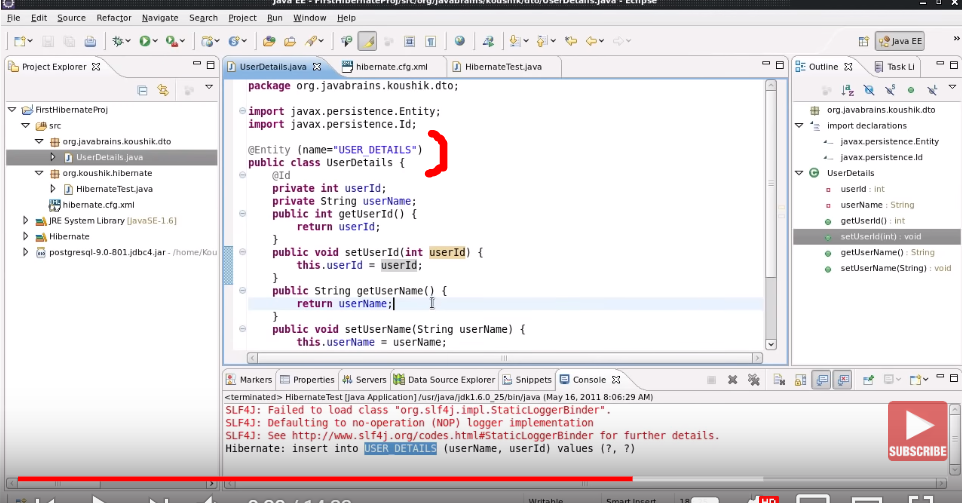 Java EE - FirstHibernateProj/src/org/javabrains/koushik/dto/UserDetails.java - Eclipse
File Edit Source Refactor Navigate Search Project Run Window Help
Java EE
Project Explorer
FirstHibernateProj
src
org.javabrains.koushik.dto
UserDetails.java
org.koushik.hibernate
HibernateTest.java
hibernate.cfg.xml
JRE System Library [JavaSE-1.6]
Hibernate
postgresql-9.0-801.jdbc4.jar - /home/Kou
UserDetails.java hibernate.cfg.xml HibernateTest.java
package org.javabrains.koushik.dto;
import javax.persistence.Entity;
import javax.persistence.Id;
@Entity (name="USER_DETAILS")
public class UserDetails {
@Id
private int userId;
private String userName;
public int getUserId() {
return userId;
}
public void setUserId(int userId) {
this.userId = userId;
}
public String getUserName() {
return userName;
}
public void setUserName(String userName) {
this.userName = userName;
Outline Task Li
org.javabrains.koushik.dto
import declarations
javax.persistence.Entity
javax.persistence.Id
UserDetails
userId : int
userName : String
getUserId() : int
setUserId(int) : void
getUserName() : String
setUserName(String) : void
Markers Properties Servers Data Source Explorer Snippets Console
<terminated> HibernateTest [Java Application] /usr/java/jdk1.6.0_25/bin/java (May 16, 2011 8:06:29 AM)
SLF4J: Failed to load class "org.slf4j.impl.StaticLoggerBinder".
SLF4J: Defaulting to no-operation (NOP) logger implementation
SLF4J: See http://www.slf4j.org/codes.html#StaticLoggerBinder for further details.
Hibernate: insert into USER_DETAILS (userName, userId) values (?, ?)
SUBSCRIBE
Writable Smart Insert
HD